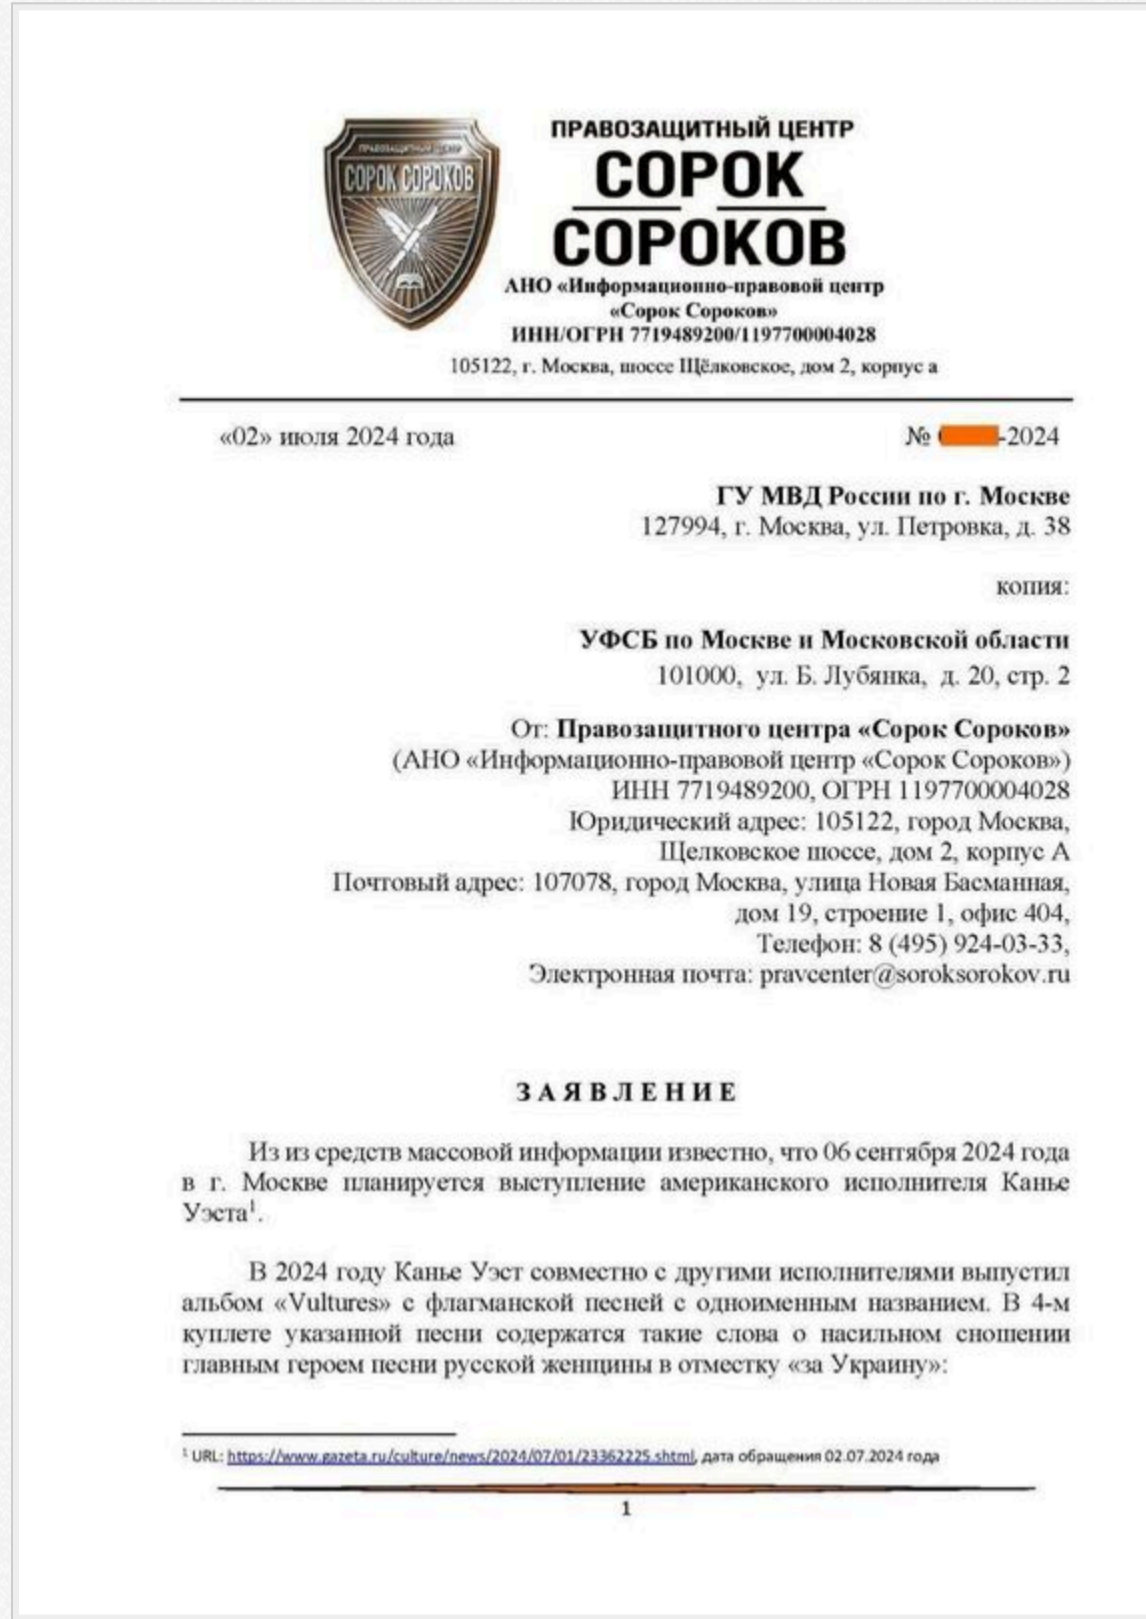 ПРАВОЗАЩИТНЫЙ ЦЕНТР
СОРОК СОРОКОВ
ПРАВОЗАЩИТНЫЙ ЦЕНТР
СОРОК
СОРОКОВ
АНО «Информационно-правовой центр
«Сорок Сороков»
ИНН/ОГРН 7719489200/1197700004028
105122, г. Москва, шоссе Щёлковское, дом 2, корпус а
«02» июля 2024 года
№ -2024
ГУ МВД России по г. Москве
127994, г. Москва, ул. Петровка, д. 38
копия:
УФСБ по Москве и Московской области
101000, ул. Б. Лубянка, д. 20, стр. 2
От: Правозащитного центра «Сорок Сороков»
(АНО «Информационно-правовой центр «Сорок Сороков»)
ИНН 7719489200, ОГРН 1197700004028
Юридический адрес: 105122, город Москва,
Щелковское шоссе, дом 2, корпус А
Почтовый адрес: 107078, город Москва, улица Новая Басманная,
дом 19, строение 1, офис 404,
Телефон: 8 (495) 924-03-33,
Электронная почта: pravcenter@soroksorokov.ru
З А Я В Л Е Н И Е
Из из средств массовой информации известно, что 06 сентября 2024 года
в г. Москве планируется выступление американского исполнителя Канье
Уэста¹.
В 2024 году Канье Уэст совместно с другими исполнителями выпустил
альбом «Vultures» с флагманской песней с одноименным названием. В 4-м
куплете указанной песни содержатся такие слова о насильном сношении
главным героем песни русской женщины в отместку «за Украину»:
¹ URL: https://www.gazeta.ru/culture/news/2024/07/01/23362225.shtml, дата обращения 02.07.2024 года
1